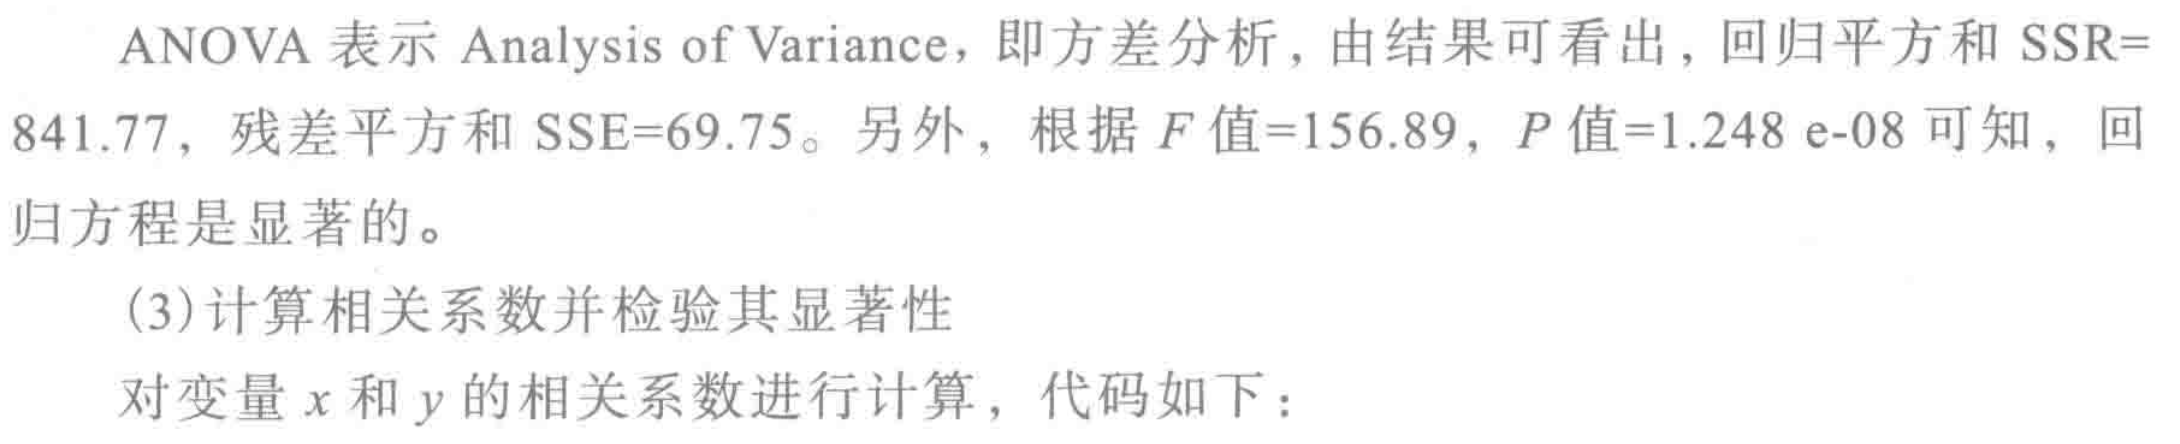 ANOVA 表示 Analysis of Variance，即方差分析，由结果可看出，回归平方和 SSR=
841.77，残差平方和 SSE=69.75。另外，根据 F 值=156.89，P 值=1.248 e-08 可知，回
归方程是显著的。
(3)计算相关系数并检验其显著性
对变量 x 和 y 的相关系数进行计算，代码如下：